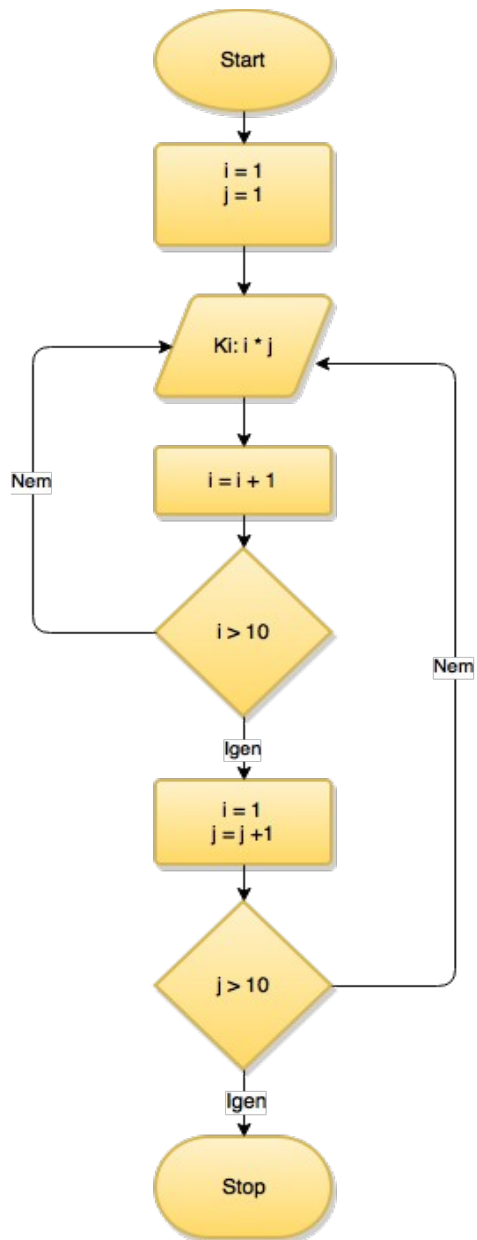 Start
i = 1
j = 1
Ki: i * j
Nem
i = i + 1
i > 10
Nem
Igen
i = 1
j = j +1
j > 10
Igen
Stop